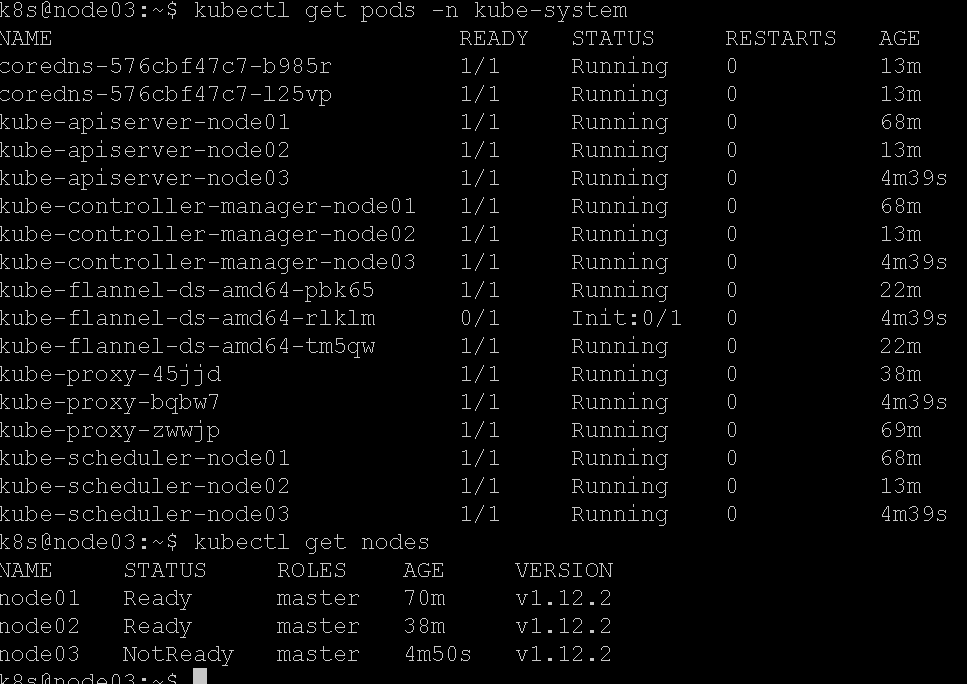 k8s@node03:~$ kubectl get pods -n kube-system
NAME READY STATUS RESTARTS AGE
coredns-576cbf47c7-b985r 1/1 Running 0 13m
coredns-576cbf47c7-l25vp 1/1 Running 0 13m
kube-apiserver-node01 1/1 Running 0 68m
kube-apiserver-node02 1/1 Running 0 13m
kube-apiserver-node03 1/1 Running 0 4m39s
kube-controller-manager-node01 1/1 Running 0 68m
kube-controller-manager-node02 1/1 Running 0 13m
kube-controller-manager-node03 1/1 Running 0 4m39s
kube-flannel-ds-amd64-pbk65 1/1 Running 0 22m
kube-flannel-ds-amd64-rlklm 0/1 Init:0/1 0 4m39s
kube-flannel-ds-amd64-tm5qw 1/1 Running 0 22m
kube-proxy-45jjd 1/1 Running 0 38m
kube-proxy-bqbw7 1/1 Running 0 4m39s
kube-proxy-zwwjp 1/1 Running 0 69m
kube-scheduler-node01 1/1 Running 0 68m
kube-scheduler-node02 1/1 Running 0 13m
kube-scheduler-node03 1/1 Running 0 4m39s
k8s@node03:~$ kubectl get nodes
NAME STATUS ROLES AGE VERSION
node01 Ready master 70m v1.12.2
node02 Ready master 38m v1.12.2
node03 NotReady master 4m50s v1.12.2
k8s@node03:~$